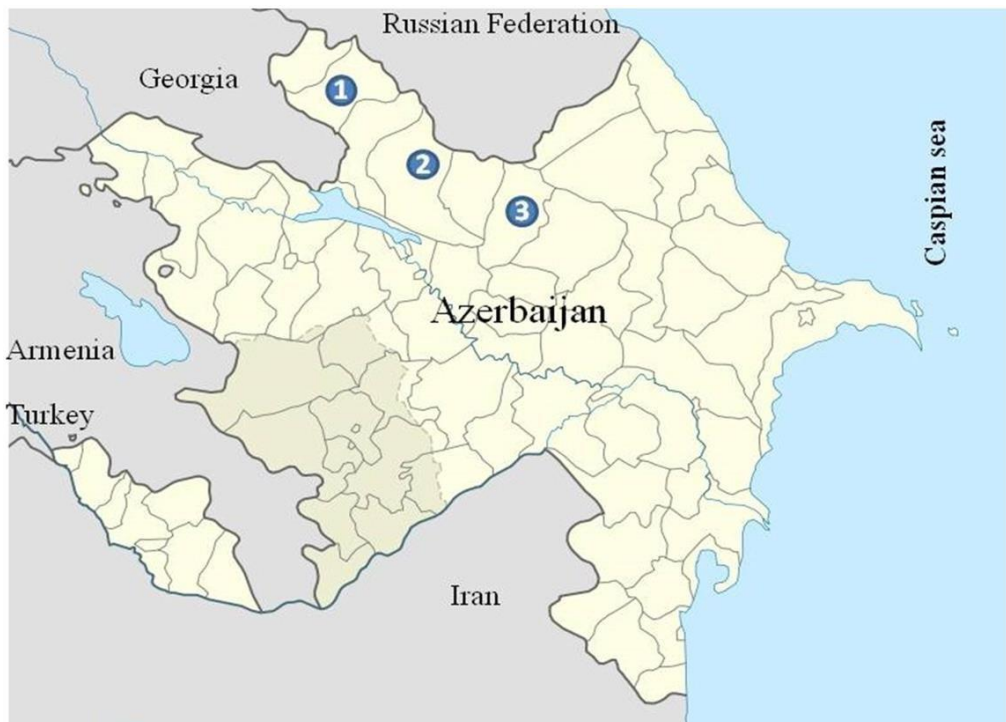 Russian Federation
Georgia
1
2
3
Caspian sea
Azerbaijan
Armenia
Turkey
Iran